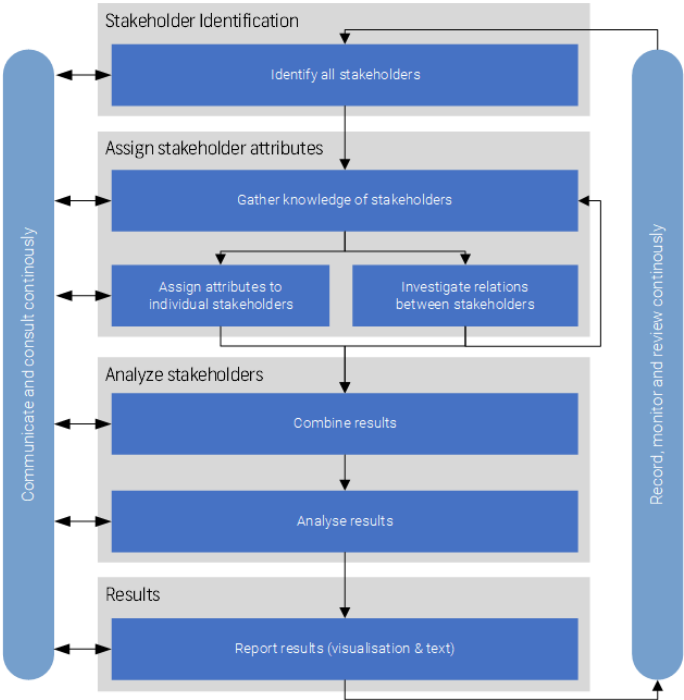 Stakeholder Identification
Identify all stakeholders
Assign stakeholder attributes
Gather knowledge of stakeholders
Assign attributes to
individual stakeholders
Investigate relations
between stakeholders
Analyze stakeholders
Combine results
Analyse results
Results
Report results (visualisation & text)
Communicate and consult continously
Record, monitor and review continously